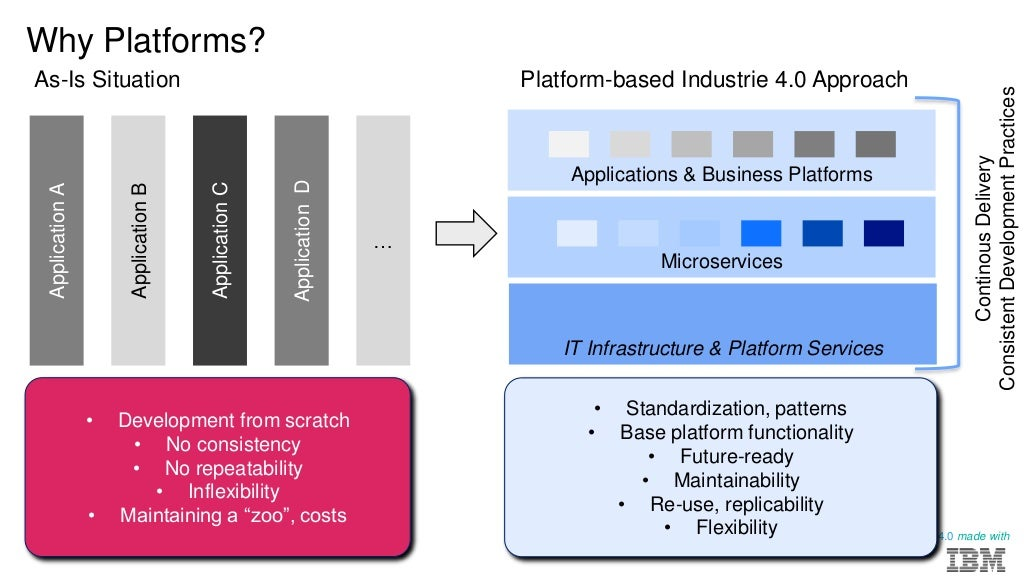 Why Platforms?
As-Is Situation
Application A
Application B
Application C
Application D
...
• Development from scratch
• No consistency
• No repeatability
• Inflexibility
• Maintaining a “zoo”, costs
Platform-based Industrie 4.0 Approach
Applications & Business Platforms
Microservices
IT Infrastructure & Platform Services
Continous Delivery
Consistent Development Practices
• Standardization, patterns
• Base platform functionality
• Future-ready
• Maintainability
• Re-use, replicability
• Flexibility
4.0 made with
IBM